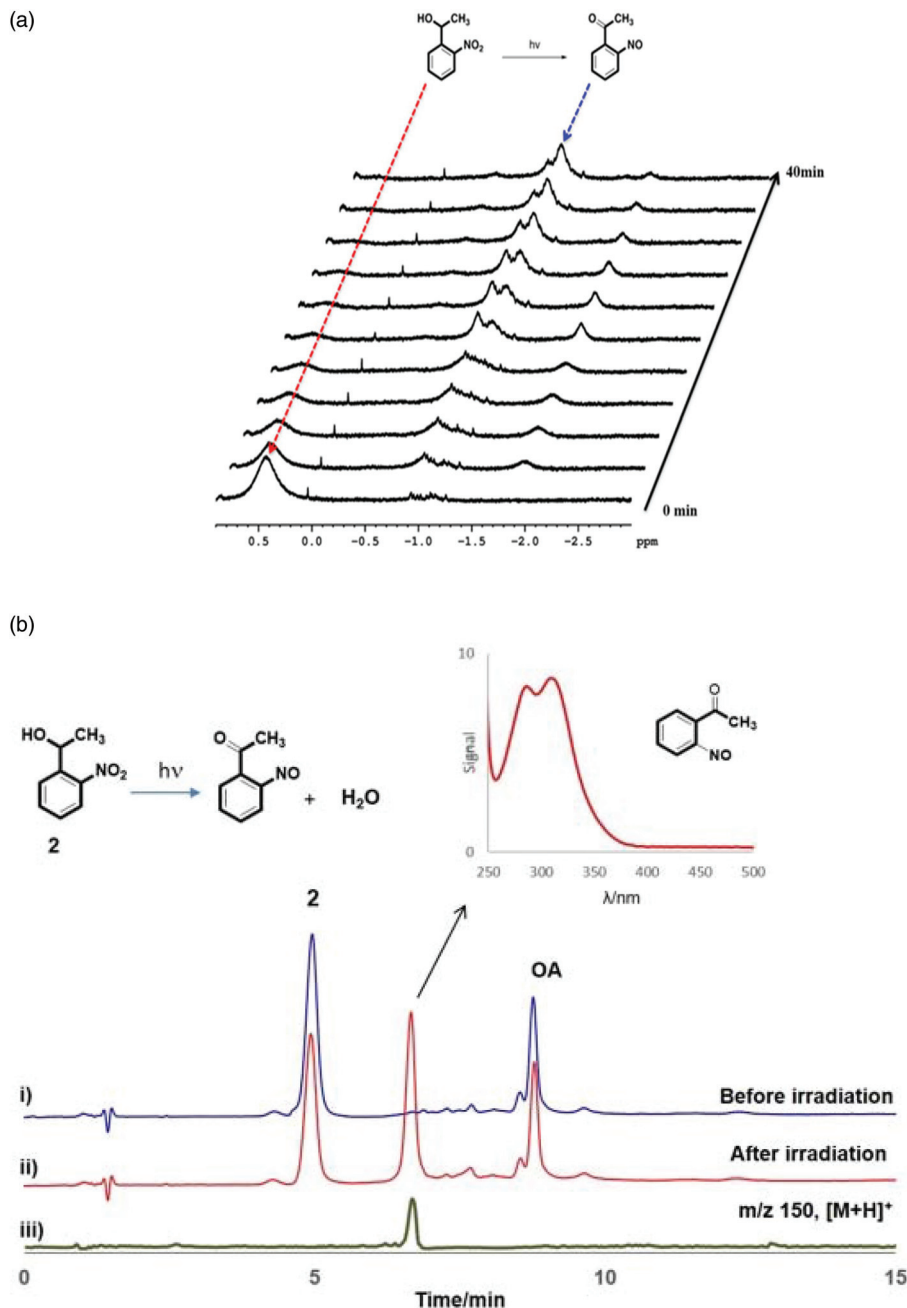 (a)
HO CH₃
NO₂
hν
O CH₃
NO
40min
0 min
0.5 0.0 −0.5 −1.0 −1.5 −2.0 −2.5 ppm
(b)
HO CH₃
NO₂
2
hν
O CH₃
NO
+ H₂O
10
Signal
0
250 300 350 400 450 500
λ/nm
O
CH₃
NO
2
OA
i) Before irradiation
ii) After irradiation
m/z 150, [M+H]⁺
iii)
0 5 10 15
Time/min